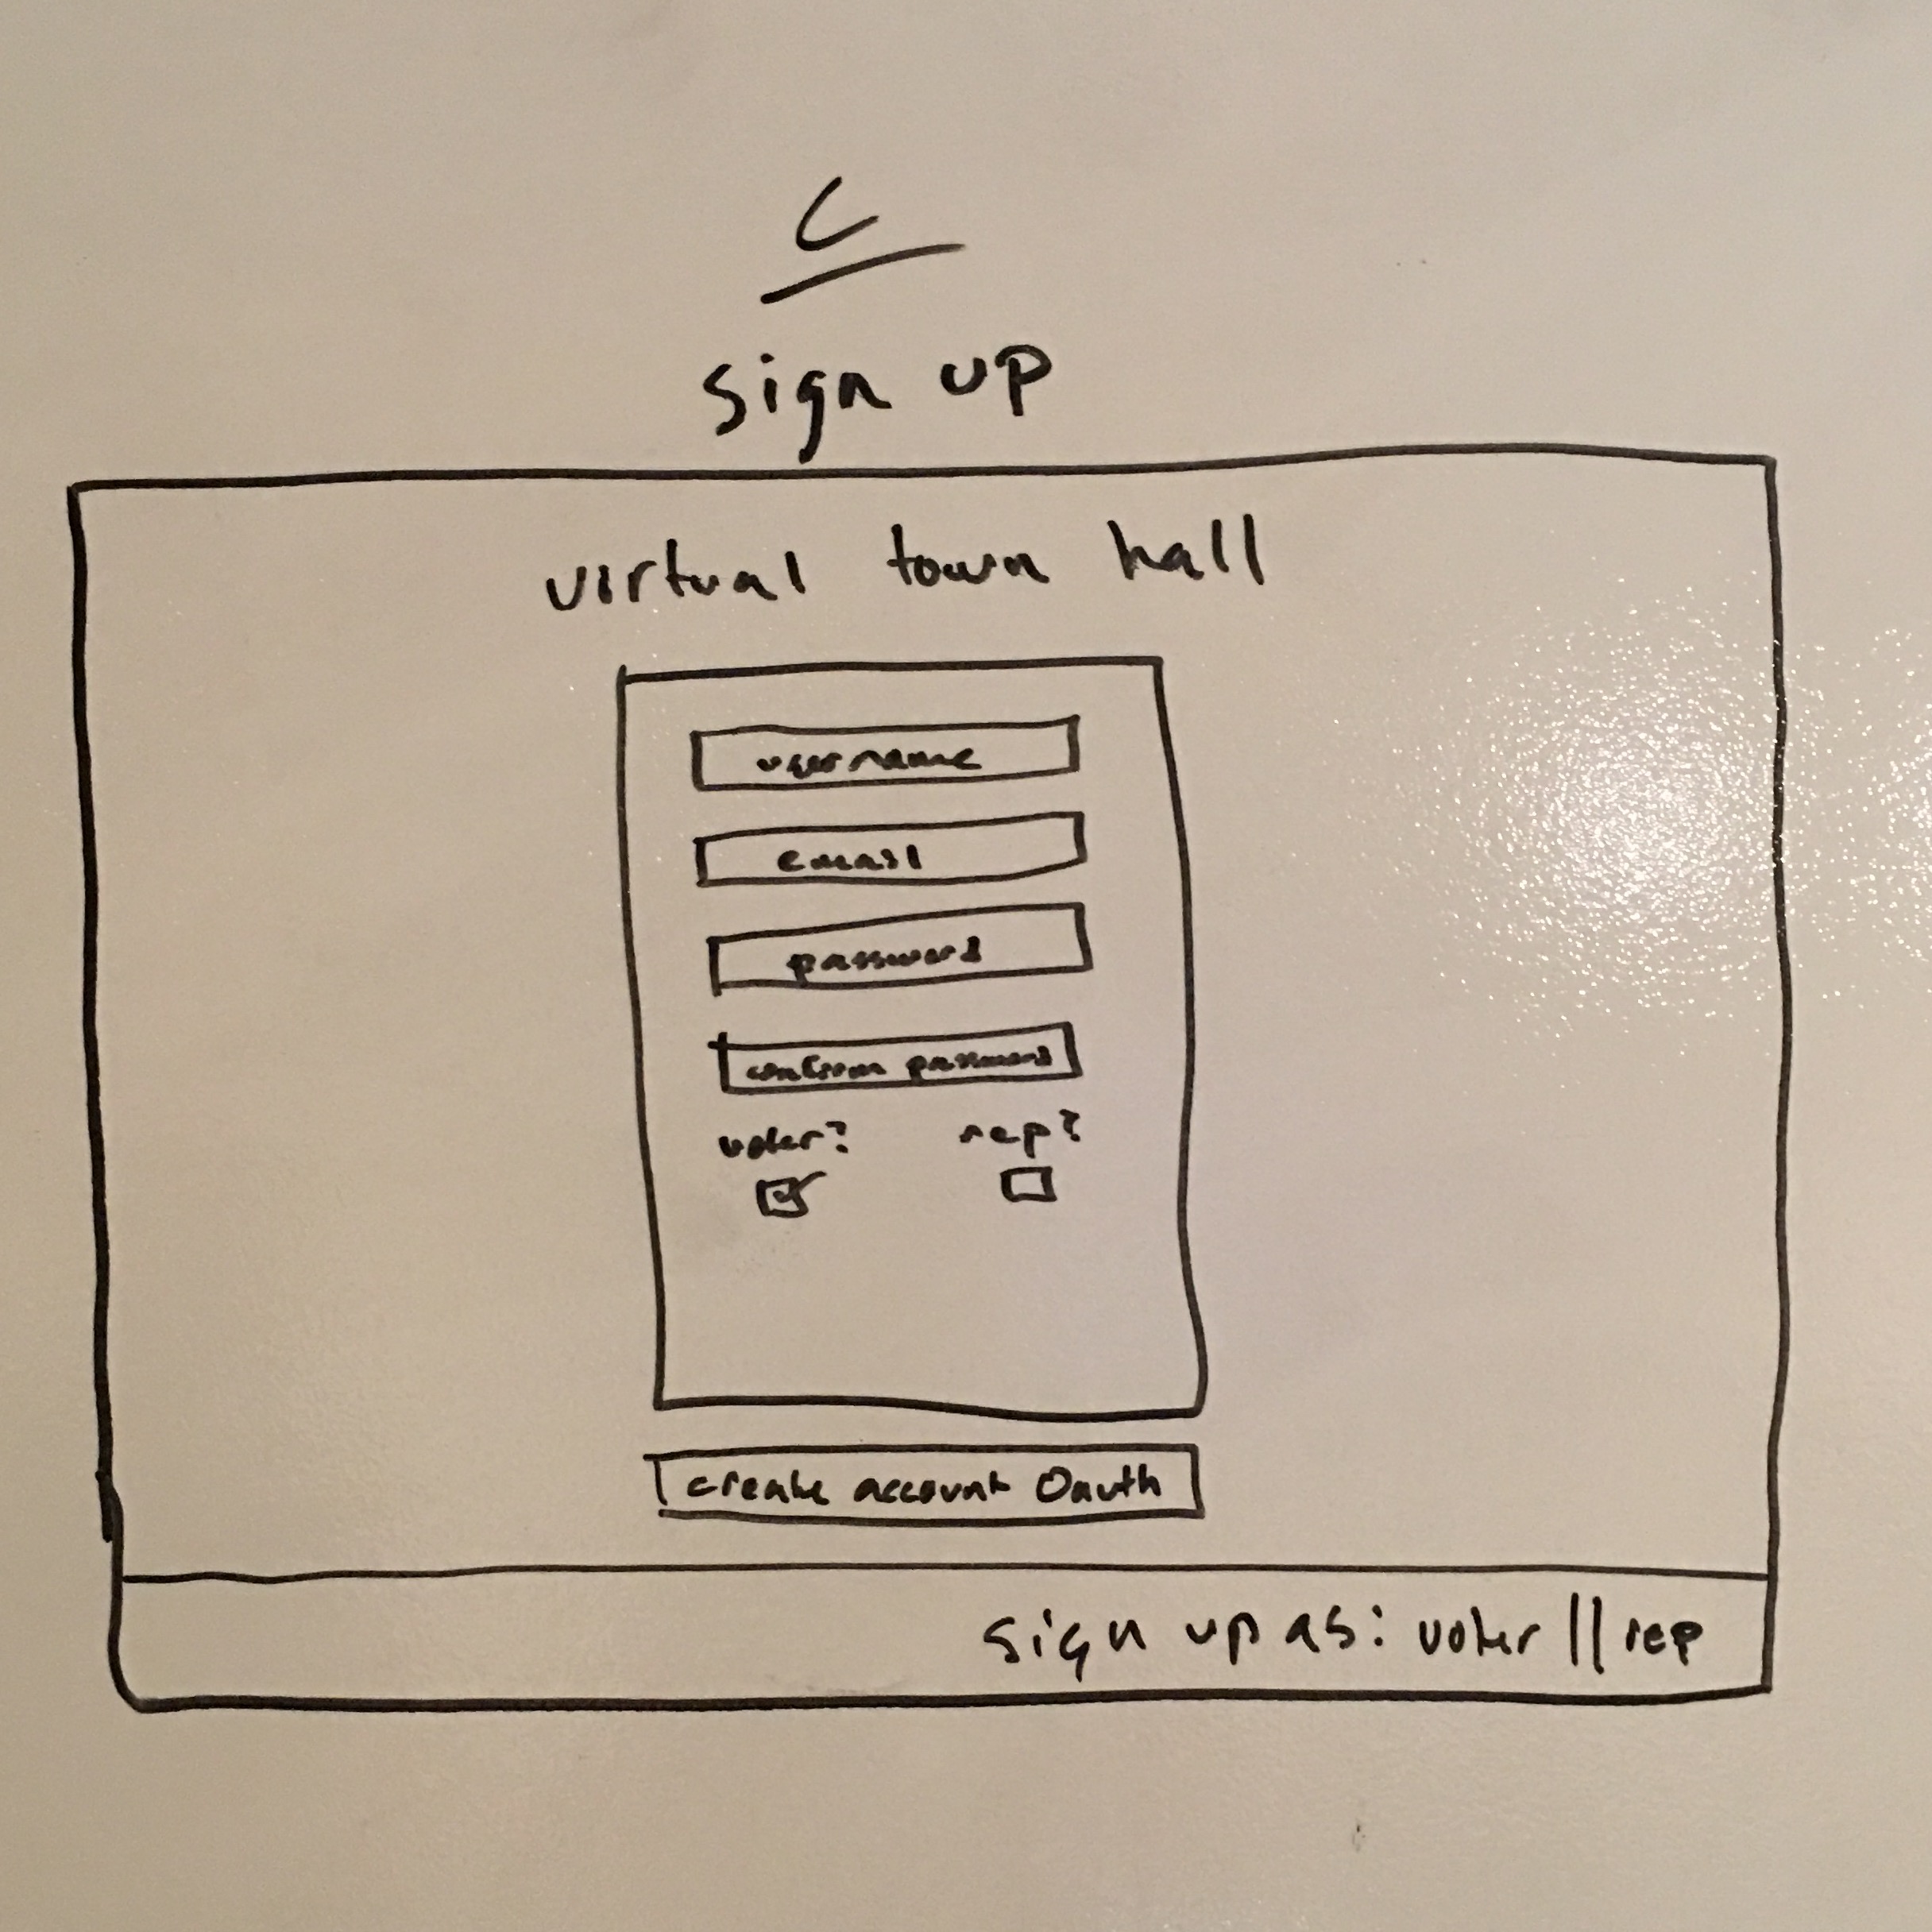 C
sign up
virtual town hall
username
email
password
confirm password
voter? rep?
create account Oauth
sign up as: voter || rep